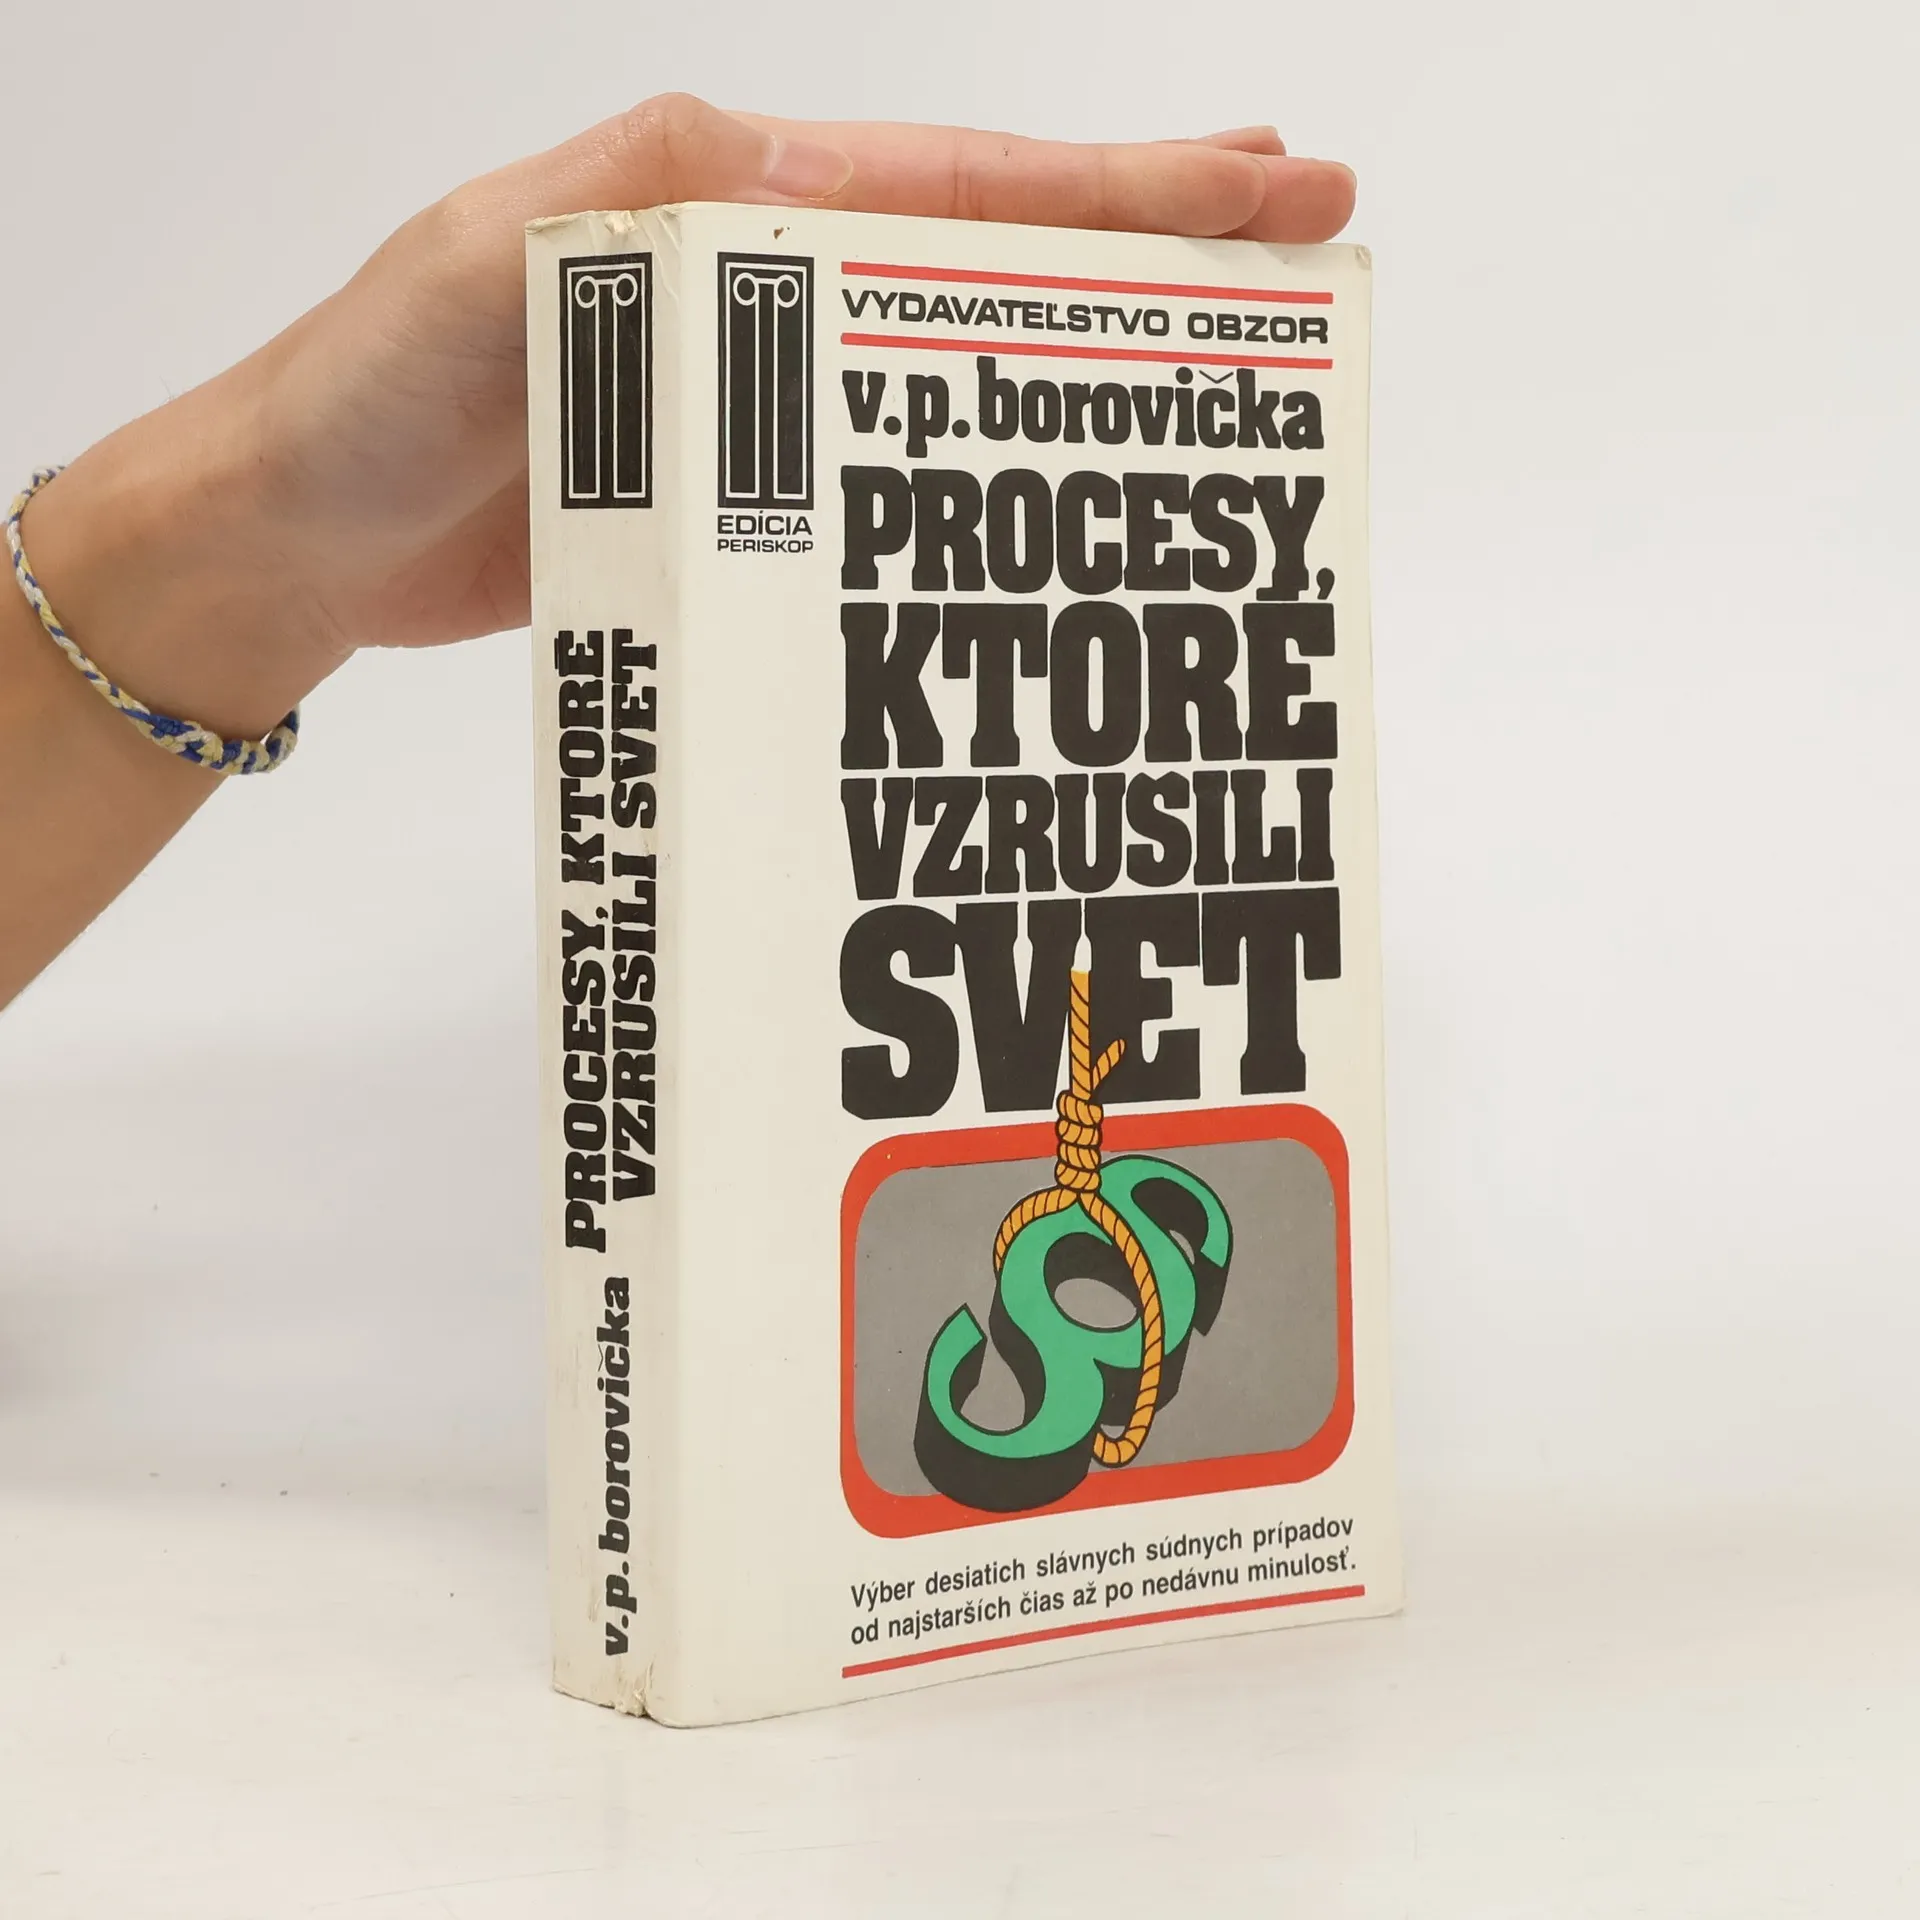 PROCESY, KTORÉ
VZRUŠILI SVET
v.p.borovička
EDÍCIA
PERISKOP
VYDAVATEĽSTVO OBZOR
v.p.borovička
PROCESY,
KTORÉ
VZRUŠILI
SVET
Výber desiatich slávnych súdnych prípadov
od najstarších čias až po nedávnu minulosť.